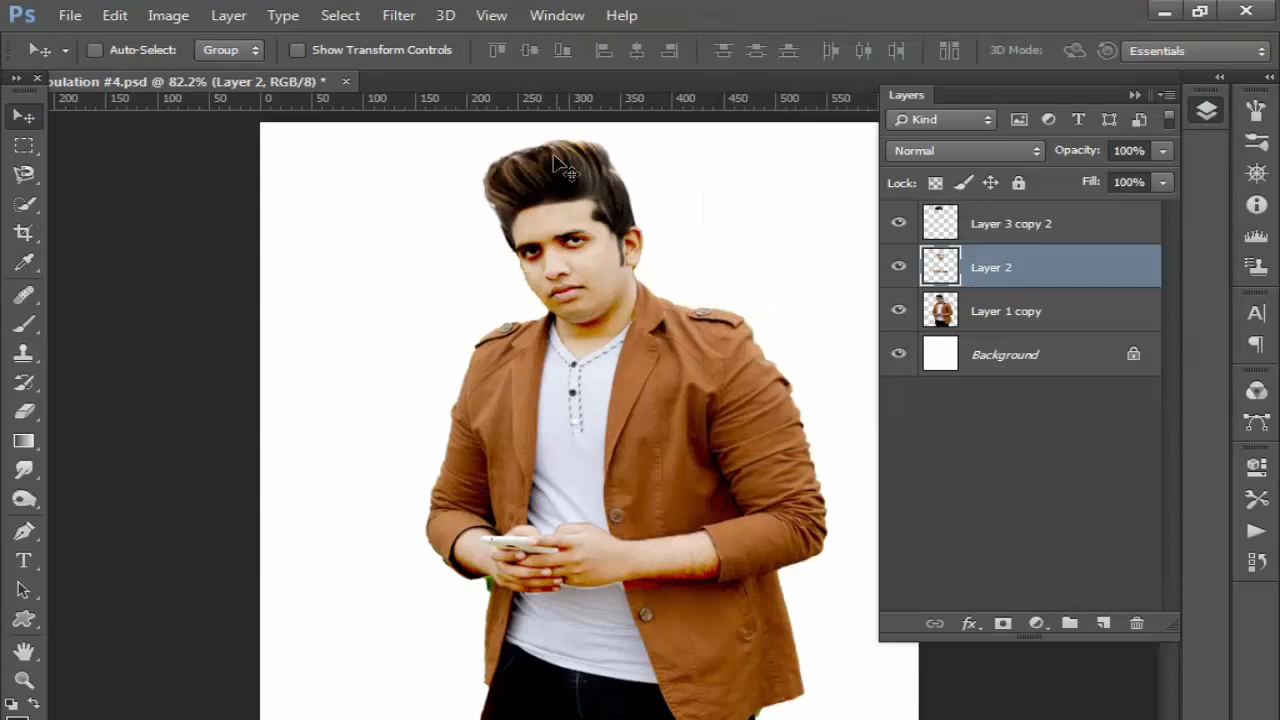 Ps File Edit Image Layer Type Select Filter 3D View Window Help
Auto-Select: Group Show Transform Controls 3D Mode: Essentials
pulation #4.psd @ 82.2% (Layer 2, RGB/8) * ×
200 150 100 50 0 50 100 150 200 250 300 350 400 450 500 550
Layers
Kind
Normal Opacity: 100%
Lock: Fill: 100%
Layer 3 copy 2
Layer 2
Layer 1 copy
Background
fx